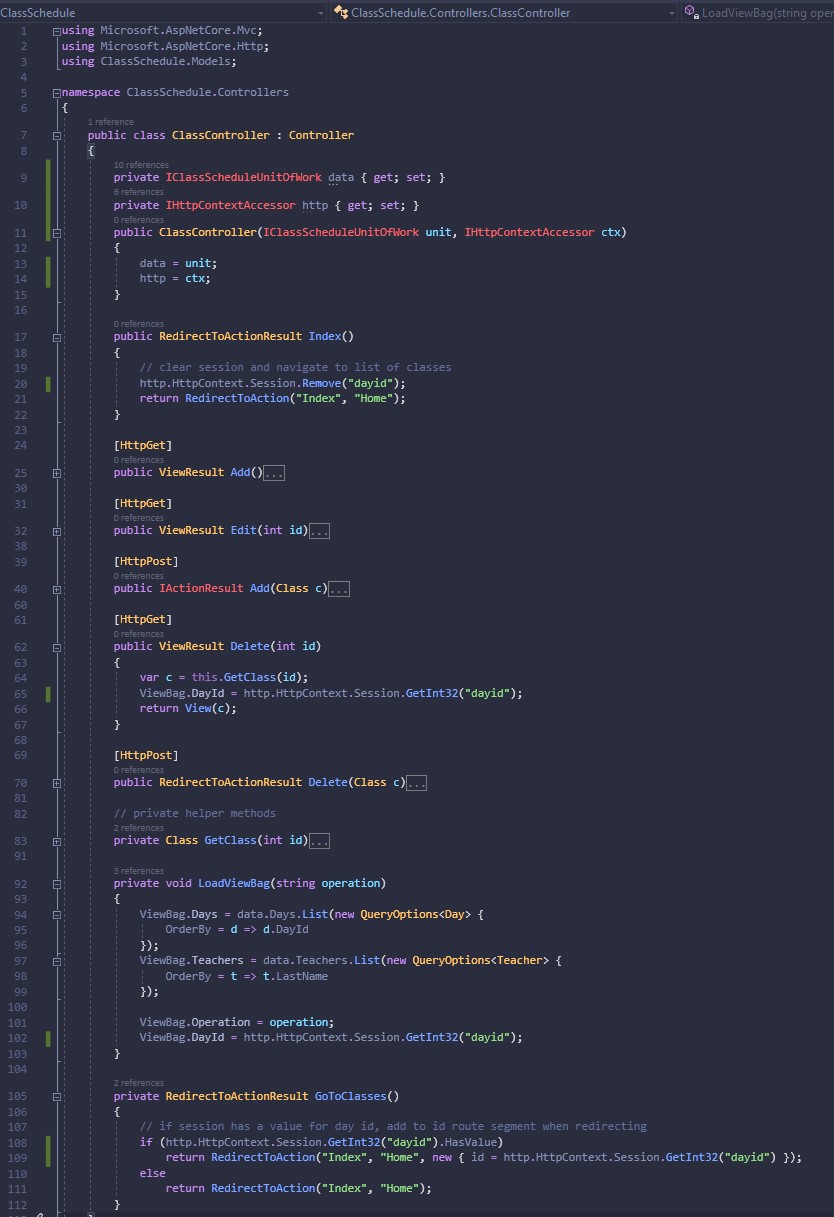 ClassSchedule ClassSchedule.Controllers.ClassController LoadViewBag(string oper
1 using Microsoft.AspNetCore.Mvc;
2 using Microsoft.AspNetCore.Http;
3 using ClassSchedule.Models;
4
5 namespace ClassSchedule.Controllers
6 {
1 reference
7 public class ClassController : Controller
8 {
10 references
9 private IClassScheduleUnitOfWork data { get; set; }
6 references
10 private IHttpContextAccessor http { get; set; }
0 references
11 public ClassController(IClassScheduleUnitOfWork unit, IHttpContextAccessor ctx)
12 {
13 data = unit;
14 http = ctx;
15 }
16
0 references
17 public RedirectToActionResult Index()
18 {
19 // clear session and navigate to list of classes
20 http.HttpContext.Session.Remove("dayid");
21 return RedirectToAction("Index", "Home");
22 }
23
24 [HttpGet]
0 references
25 public ViewResult Add()...
30
31 [HttpGet]
0 references
32 public ViewResult Edit(int id)...
38
39 [HttpPost]
0 references
40 public IActionResult Add(Class c)...
60
61 [HttpGet]
0 references
62 public ViewResult Delete(int id)
63 {
64 var c = this.GetClass(id);
65 ViewBag.DayId = http.HttpContext.Session.GetInt32("dayid");
66 return View(c);
67 }
68
69 [HttpPost]
0 references
70 public RedirectToActionResult Delete(Class c)...
81
82 // private helper methods
2 references
83 private Class GetClass(int id)...
91
3 references
92 private void LoadViewBag(string operation)
93 {
94 ViewBag.Days = data.Days.List(new QueryOptions<Day> {
95 OrderBy = d => d.DayId
96 });
97 ViewBag.Teachers = data.Teachers.List(new QueryOptions<Teacher> {
98 OrderBy = t => t.LastName
99 });
100
101 ViewBag.Operation = operation;
102 ViewBag.DayId = http.HttpContext.Session.GetInt32("dayid");
103 }
104
2 references
105 private RedirectToActionResult GoToClasses()
106 {
107 // if session has a value for day id, add to id route segment when redirecting
108 if (http.HttpContext.Session.GetInt32("dayid").HasValue)
109 return RedirectToAction("Index", "Home", new { id = http.HttpContext.Session.GetInt32("dayid") });
110 else
111 return RedirectToAction("Index", "Home");
112 }